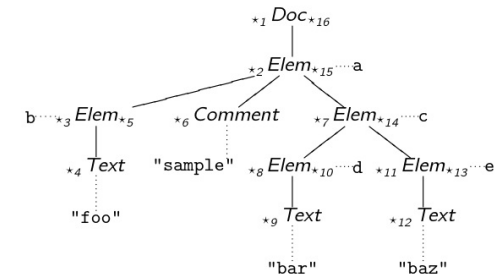 ⋆1 Doc⋆16
⋆2 Elem⋆15 a
b ⋆3 Elem⋆5 ⋆6 Comment ⋆7 Elem⋆14 c
⋆4 Text "sample" ⋆8 Elem⋆10 d ⋆11 Elem⋆13 e
"foo" ⋆9 Text ⋆12 Text
"bar" "baz"